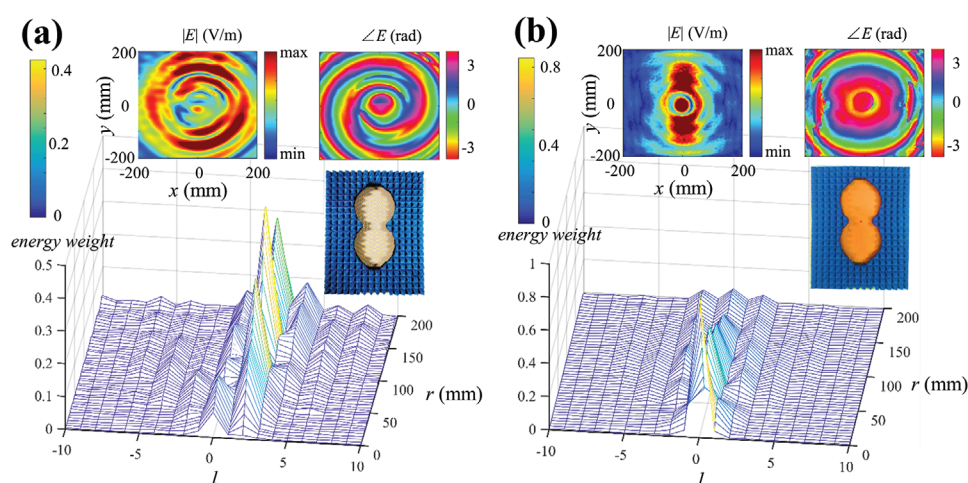 (a)
|E| (V/m)
∠E (rad)
0.4
0.2
0
energy weight
200
0
-200
y (mm)
-200 0 200
x (mm)
max
min
3
0
-3
0.5
0.4
0.3
0.2
0.1
0
-10 -5 0 5 10
l
200
150
100
50
0
r (mm)
(b)
|E| (V/m)
∠E (rad)
0.8
0.4
0
energy weight
200
0
-200
y (mm)
-200 0 200
x (mm)
max
min
3
0
-3
1
0.8
0.6
0.4
0.2
0
-10 -5 0 5 10
l
200
150
100
50
0
r (mm)